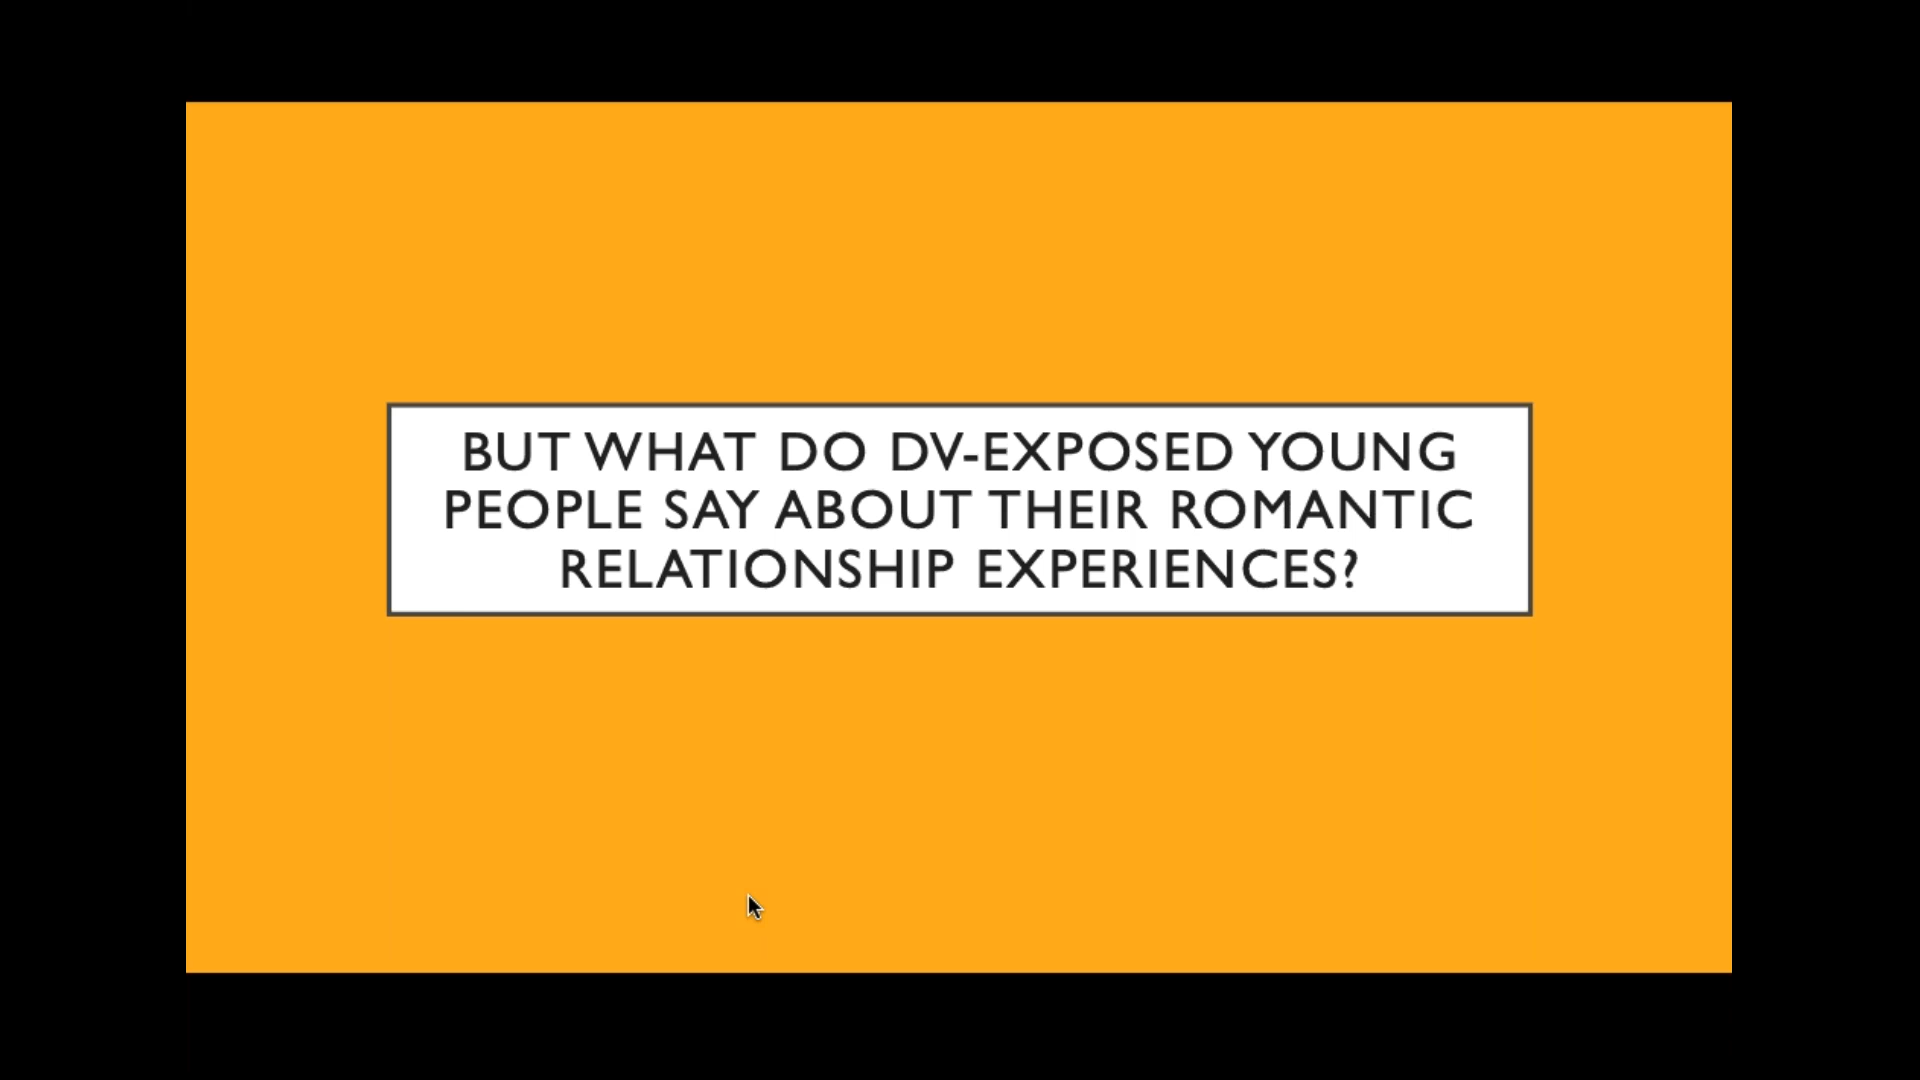 BUT WHAT DO DV-EXPOSED YOUNG
PEOPLE SAY ABOUT THEIR ROMANTIC
RELATIONSHIP EXPERIENCES?